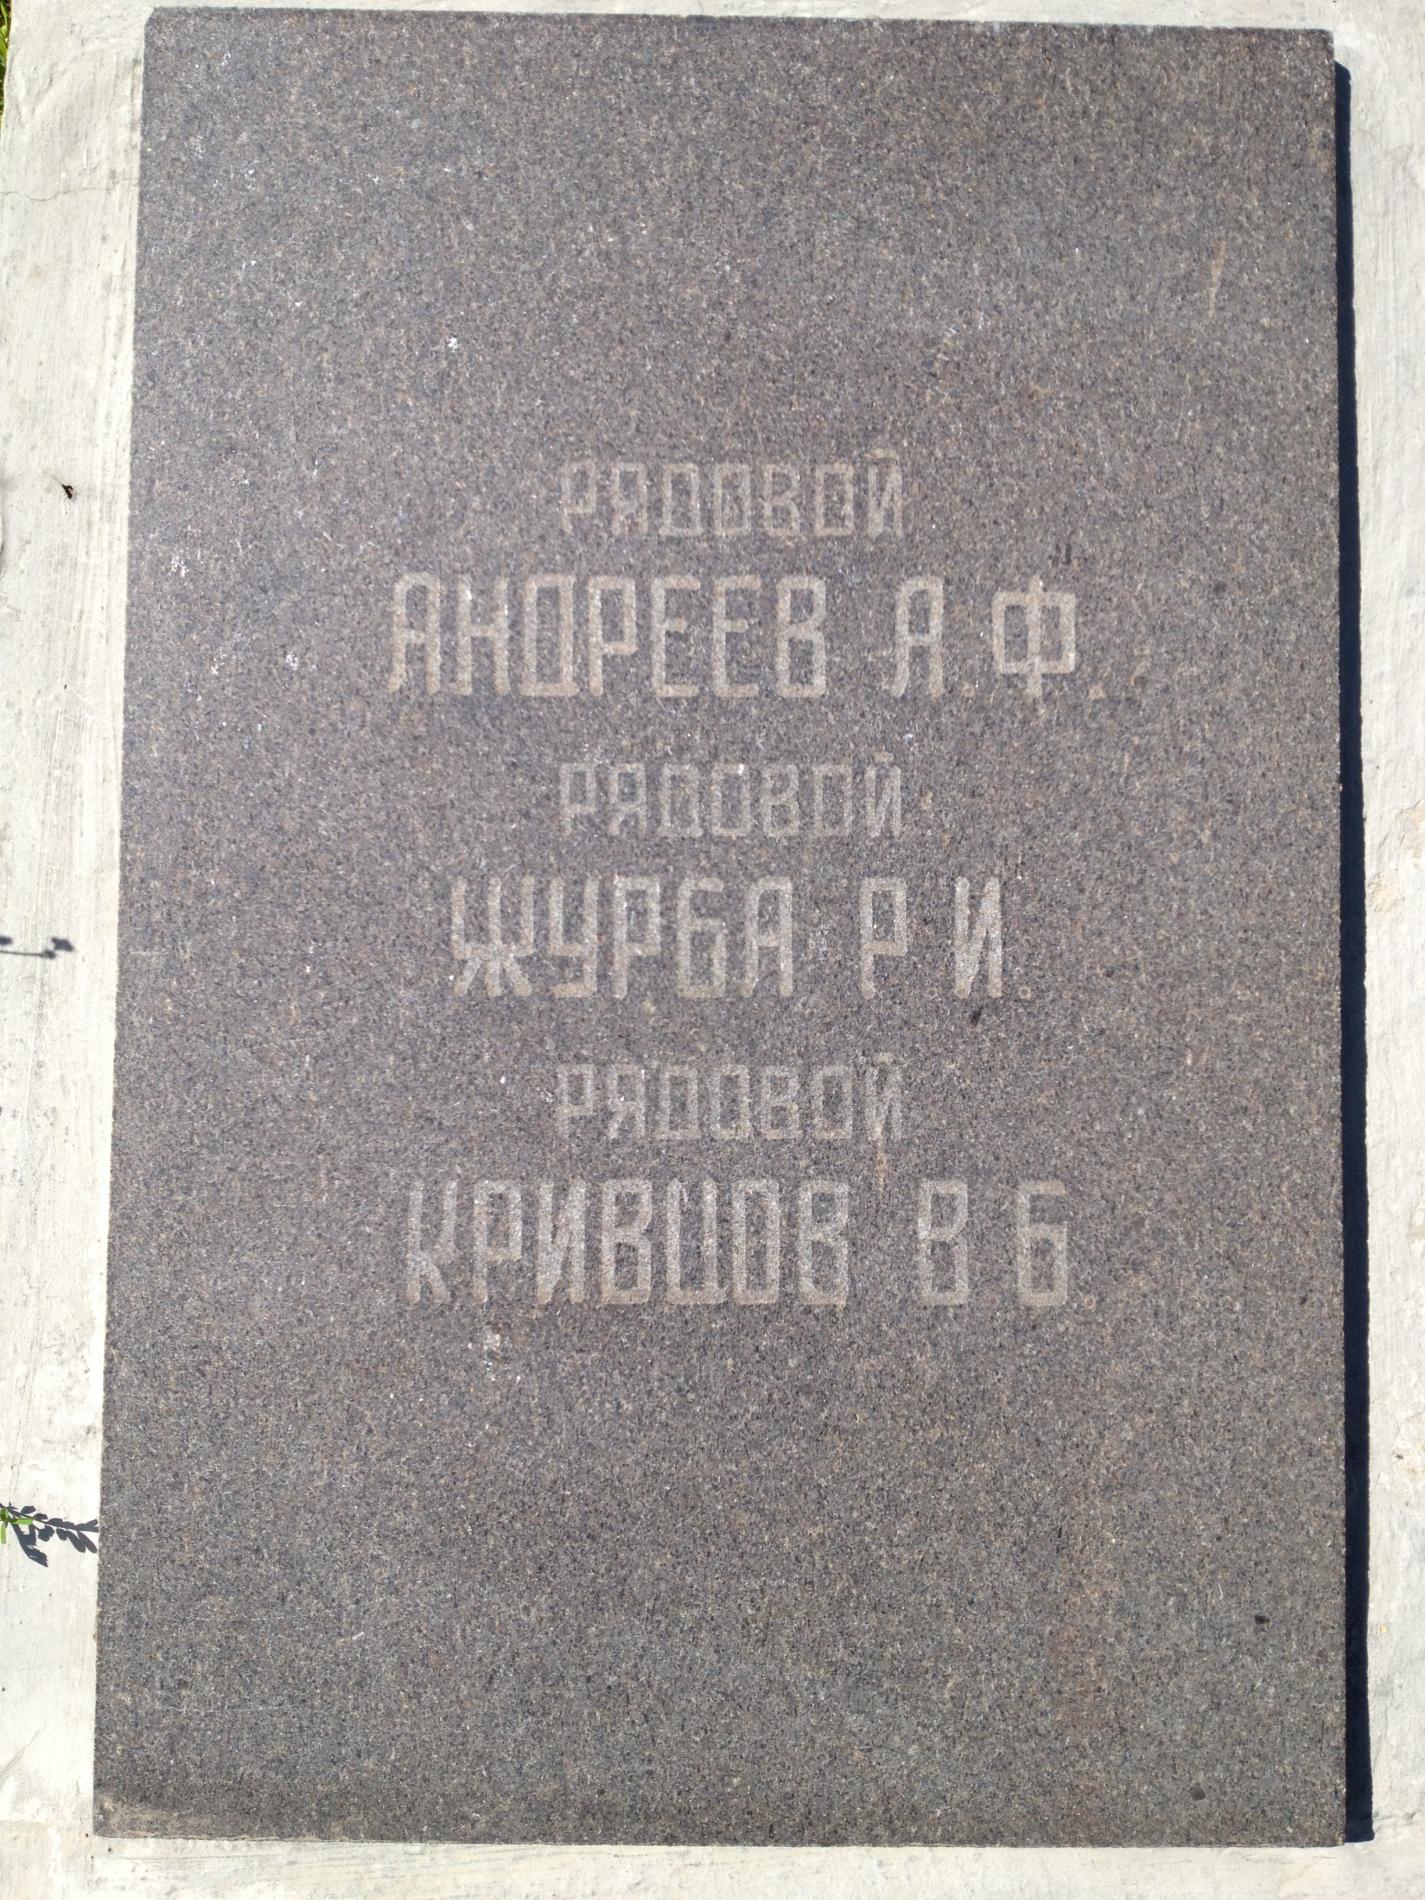 РЯДОВОЙ
АНДРЕЕВ А.Ф.
РЯДОВОЙ
ЖУРБА Р И.
РЯДОВОЙ
КРИВЦОВ В Б